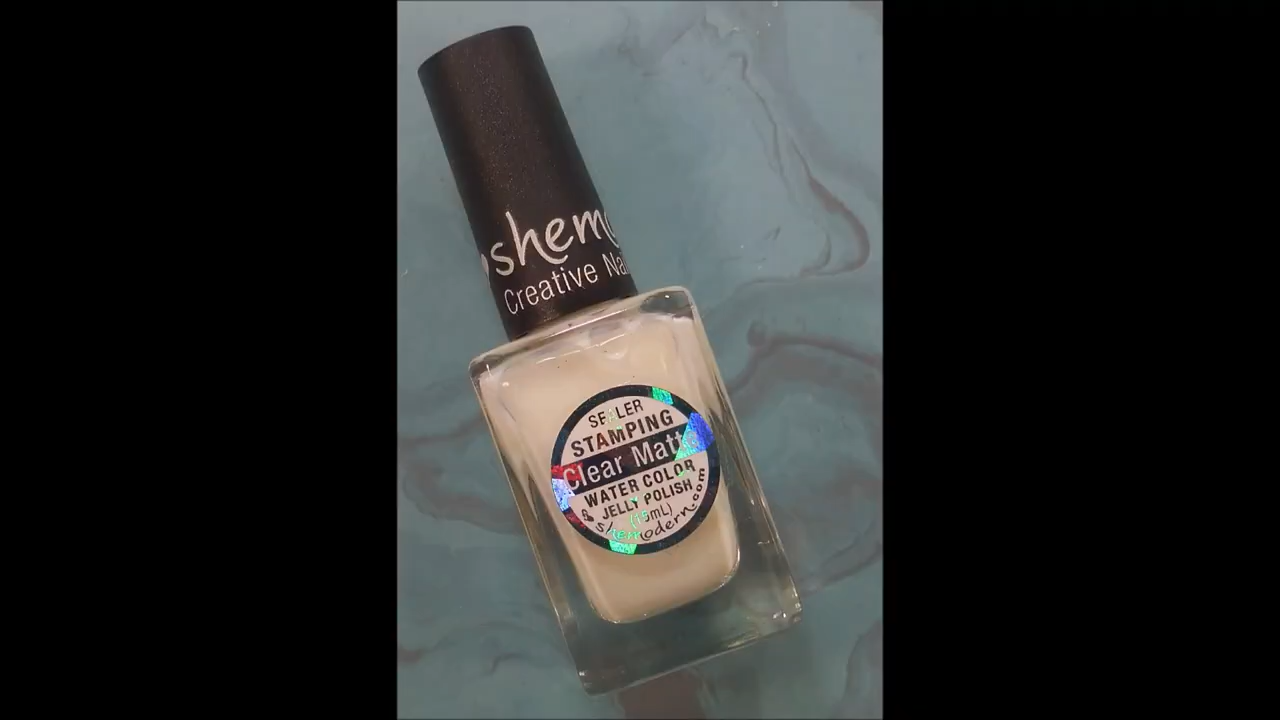 shem
Creative Na
SEALER
STAMPING
Clear Matte
WATER COLOR
& JELLY POLISH
(15mL)
shemodern.com